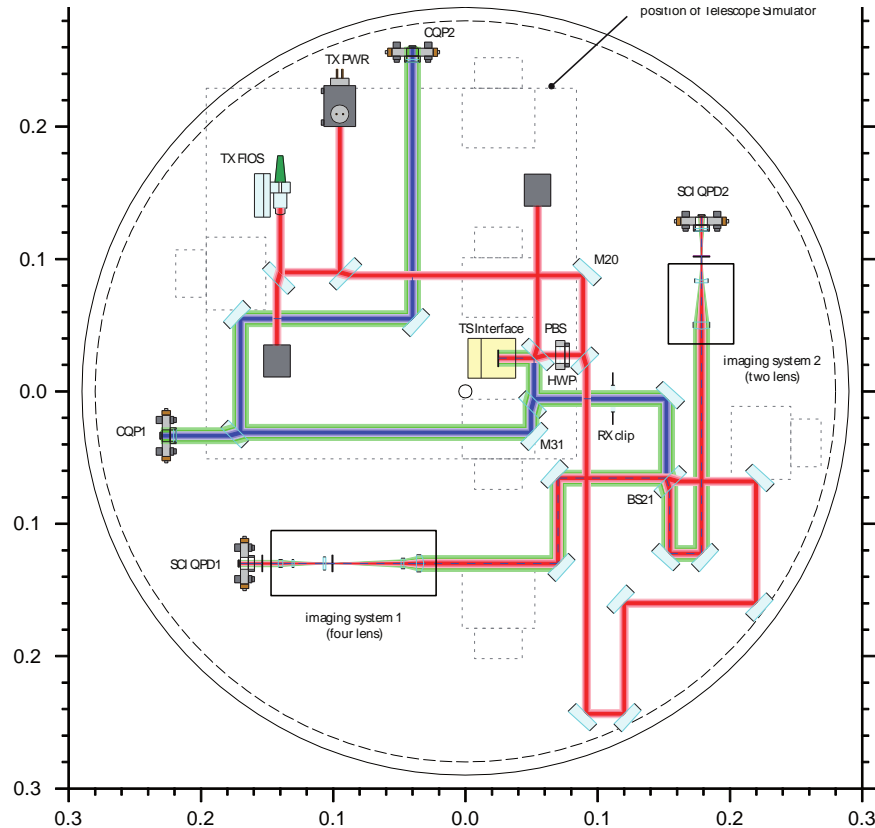 position of Telescope Simulator
CQP2
TX PWR
0.2
TX FIOS
SCI QPD2
0.1
M20
TS Interface
PBS
imaging system 2
(two lens)
HWP
0.0
CQP1
RX clip
M31
BS21
0.1
SCI QPD1
imaging system 1
(four lens)
0.2
0.3
0.3
0.2
0.1
0.0
0.1
0.2
0.3